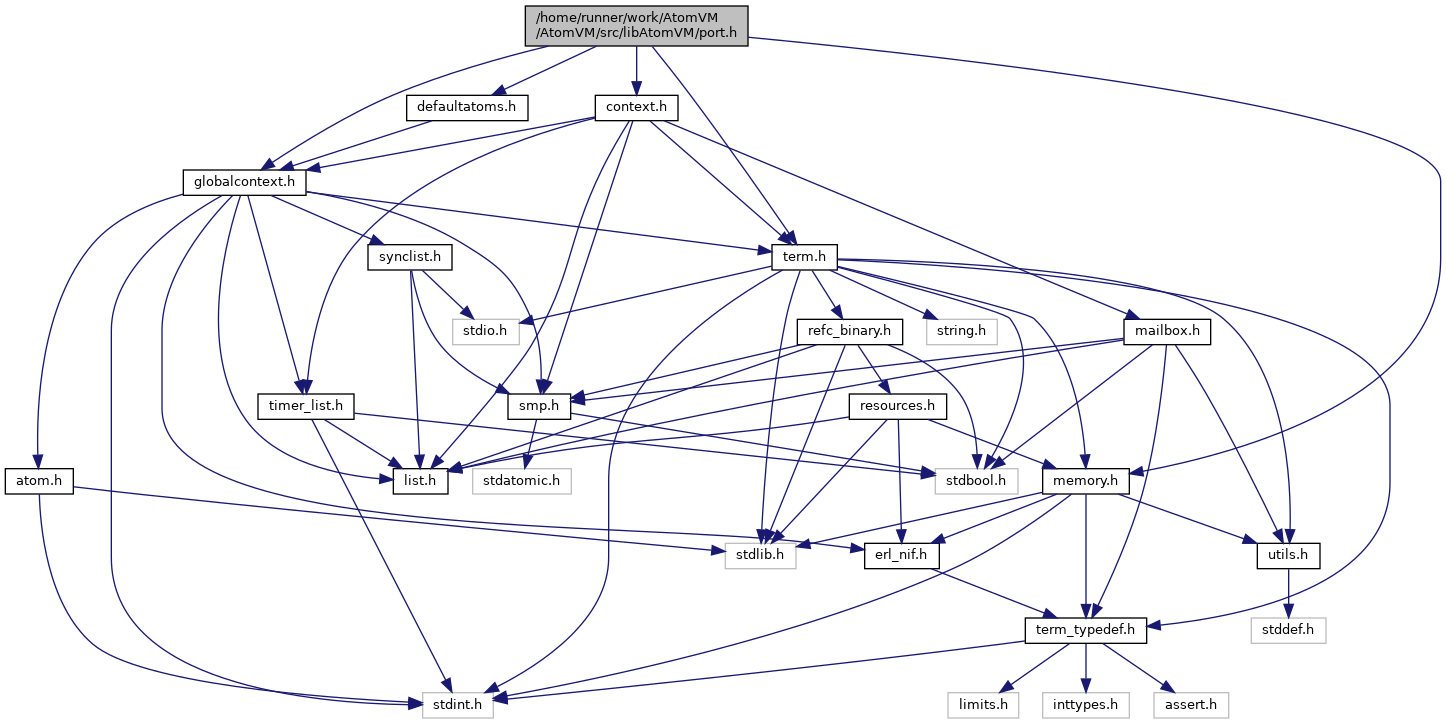 /home/runner/work/AtomVM
/AtomVM/src/libAtomVM/port.h
defaultatoms.h
context.h
globalcontext.h
synclist.h
term.h
stdio.h
refc_binary.h
string.h
mailbox.h
timer_list.h
smp.h
resources.h
atom.h
list.h
stdatomic.h
stdbool.h
memory.h
stdlib.h
erl_nif.h
utils.h
term_typedef.h
stddef.h
stdint.h
limits.h
inttypes.h
assert.h